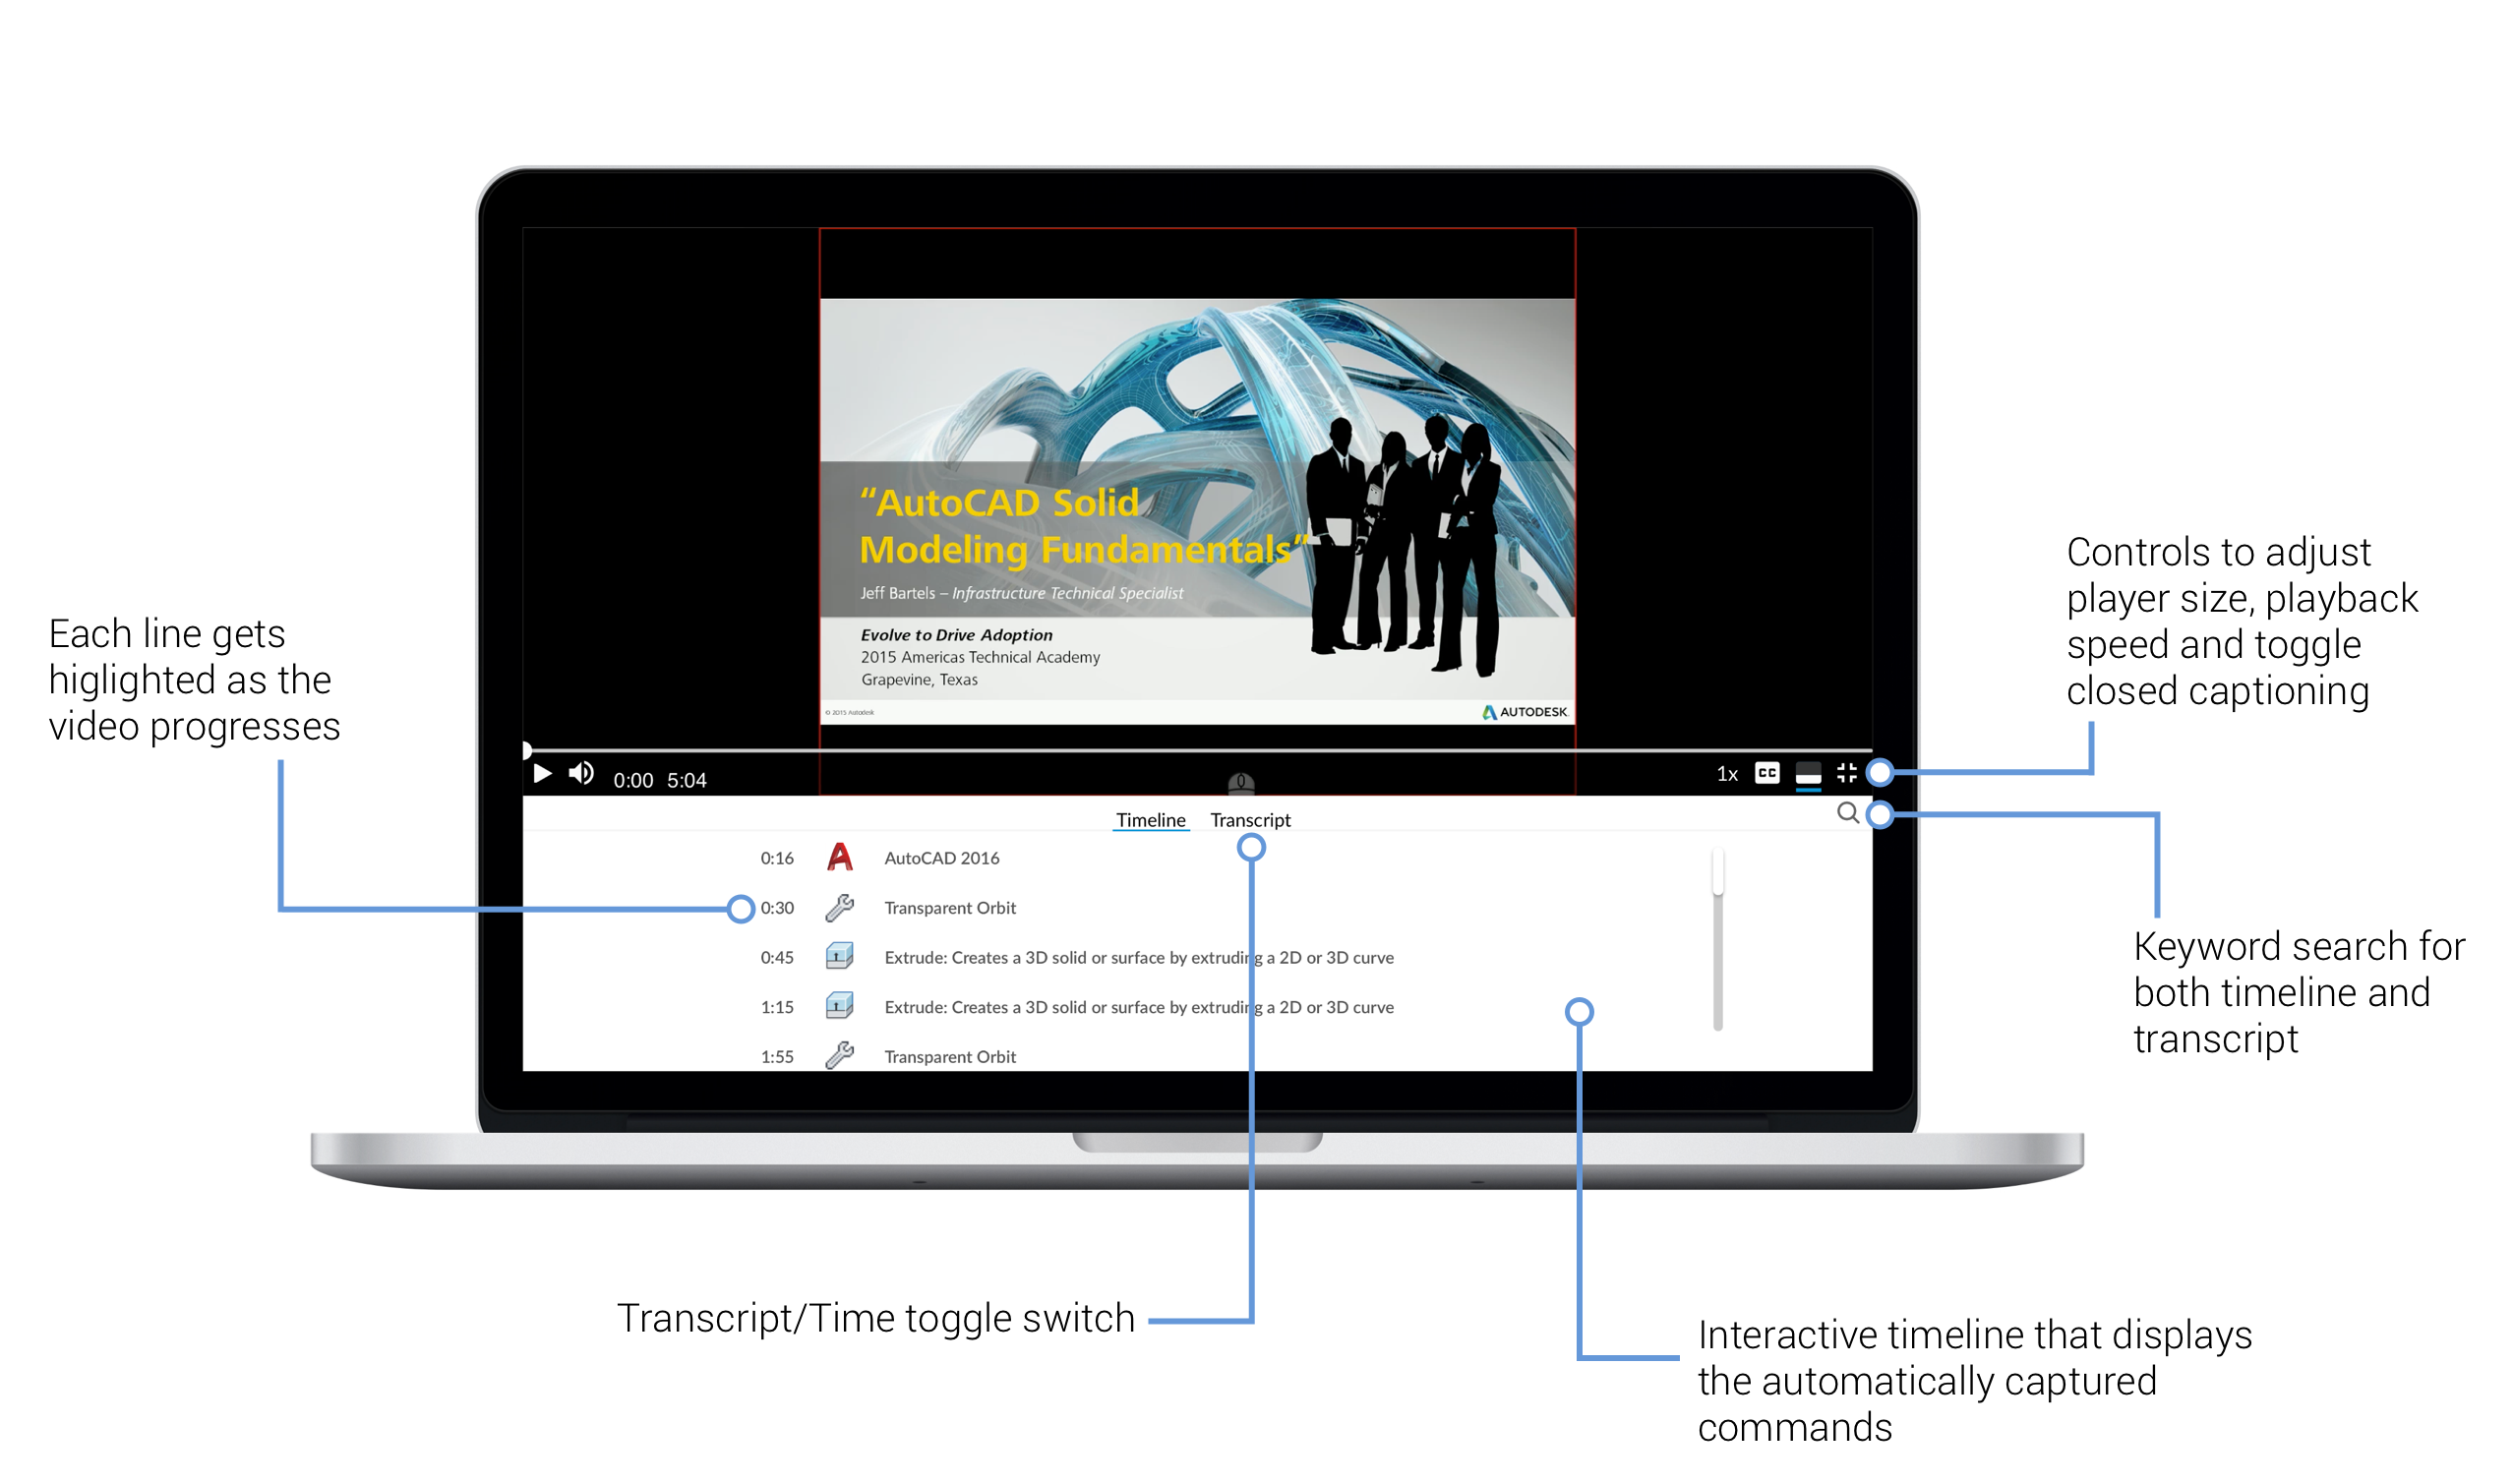 “AutoCAD Solid
Modeling Fundamentals”
Jeff Bartels – Infrastructure Technical Specialist
Evolve to Drive Adoption
2015 Americas Technical Academy
Grapevine, Texas
© 2015 Autodesk
AUTODESK
0:00 5:04
0
1x CC
Timeline Transcript
0:16 AutoCAD 2016
0:30 Transparent Orbit
0:45 Extrude: Creates a 3D solid or surface by extruding a 2D or 3D curve
1:15 Extrude: Creates a 3D solid or surface by extruding a 2D or 3D curve
1:55 Transparent Orbit
Each line gets
higlighted as the
video progresses
Controls to adjust
player size, playback
speed and toggle
closed captioning
Keyword search for
both timeline and
transcript
Transcript/Time toggle switch
Interactive timeline that displays
the automatically captured
commands